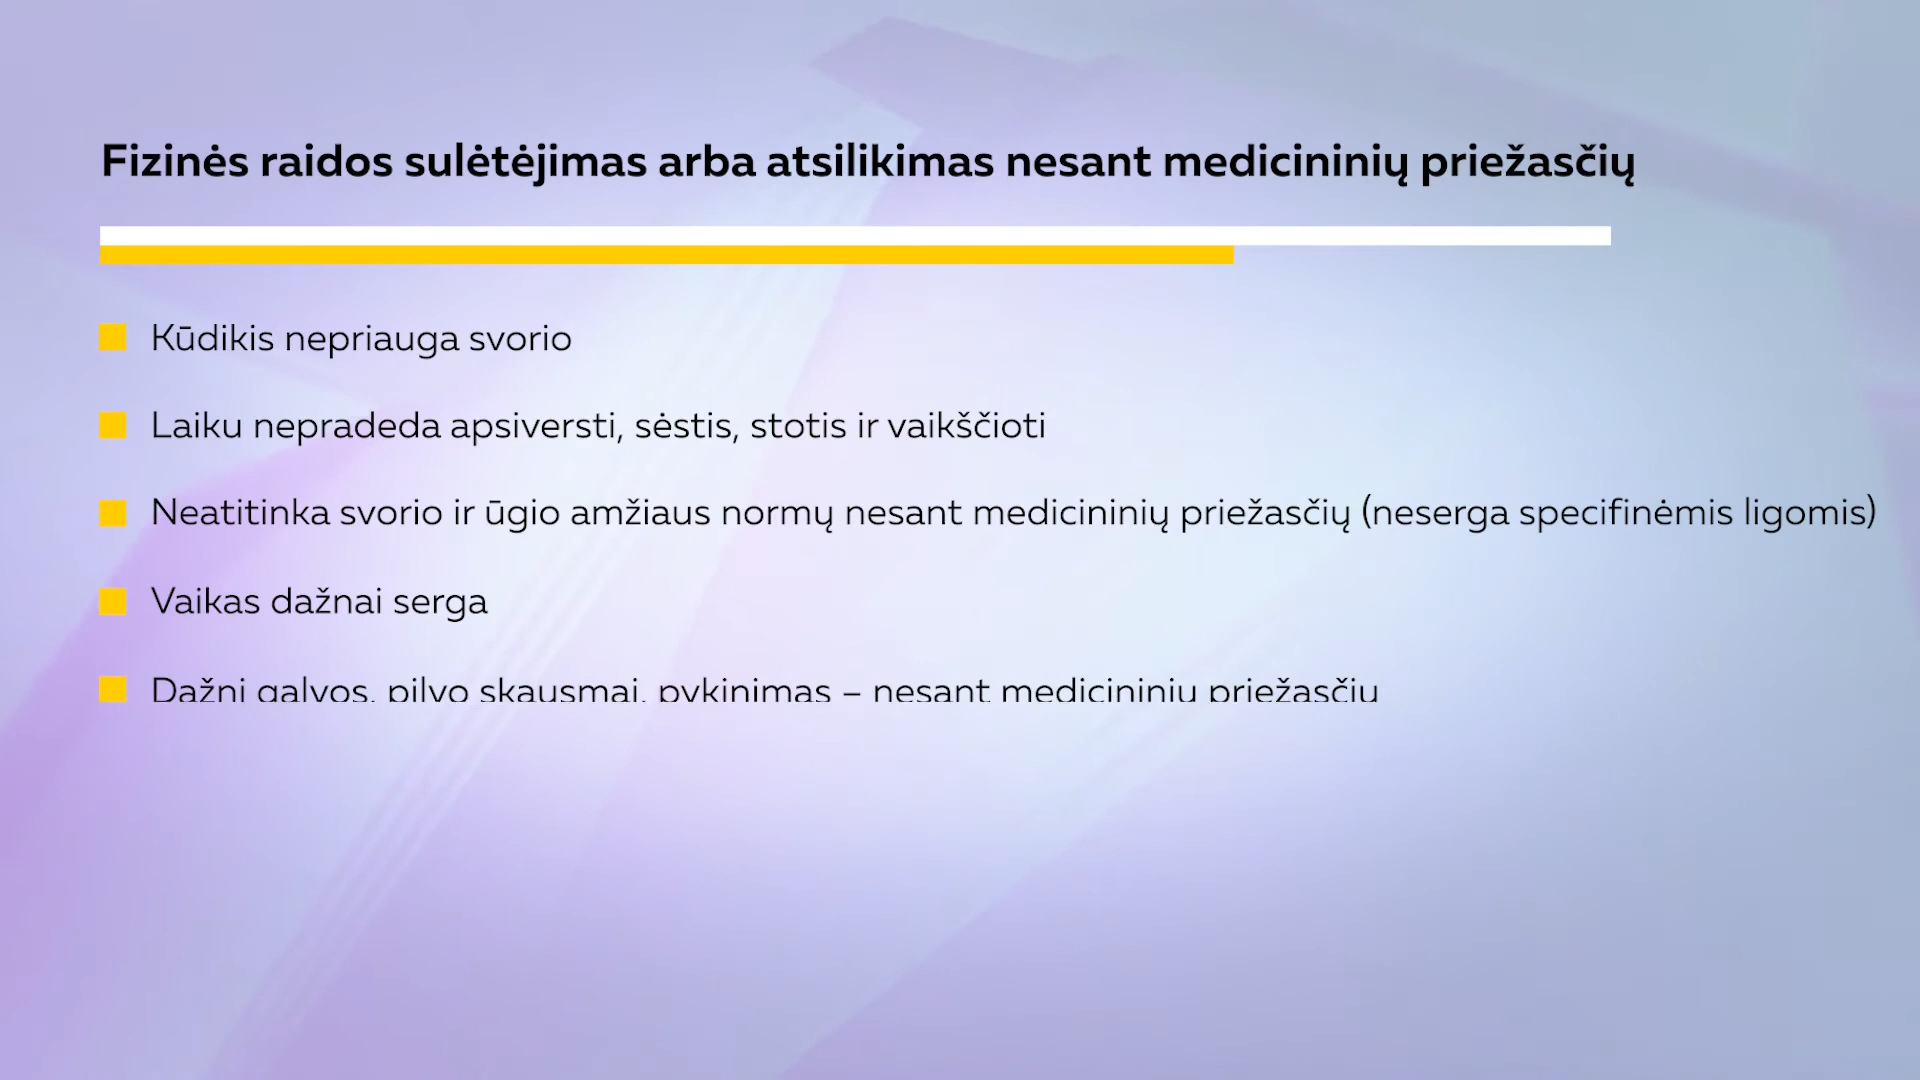 Fizinės raidos sulėtėjimas arba atsilikimas nesant medicininių priežasčių
Kūdikis nepriauga svorio
Laiku nepradeda apsiversti, sėstis, stotis ir vaikščioti
Neatitinka svorio ir ūgio amžiaus normų nesant medicininių priežasčių (neserga specifinėmis ligomis)
Vaikas dažnai serga
Dažni galvos, pilvo skausmai, pykinimas – nesant medicininių priežasčių